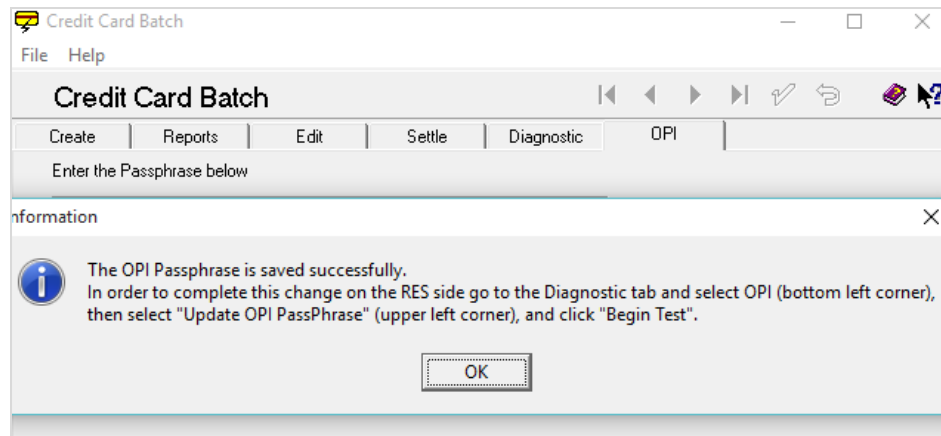 Credit Card Batch
File Help
Credit Card Batch
Create Reports Edit Settle Diagnostic OPI
Enter the Passphrase below
nformation
The OPI Passphrase is saved successfully.
In order to complete this change on the RES side go to the Diagnostic tab and select OPI (bottom left corner),
then select "Update OPI PassPhrase" (upper left corner), and click "Begin Test".
OK